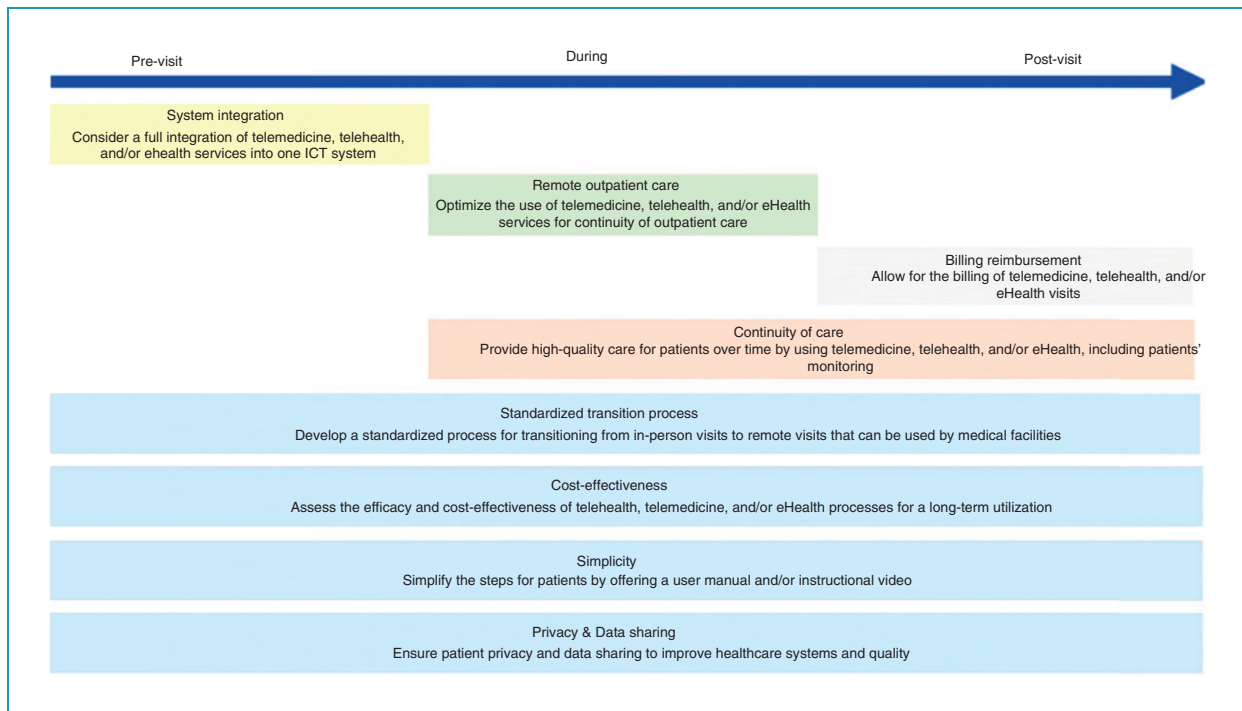 Pre-visit
During
Post-visit
System integration
Consider a full integration of telemedicine, telehealth,
and/or ehealth services into one ICT system
Remote outpatient care
Optimize the use of telemedicine, telehealth, and/or eHealth
services for continuity of outpatient care
Billing reimbursement
Allow for the billing of telemedicine, telehealth, and/or
eHealth visits
Continuity of care
Provide high-quality care for patients over time by using telemedicine, telehealth, and/or eHealth, including patients'
monitoring
Standardized transition process
Develop a standardized process for transitioning from in-person visits to remote visits that can be used by medical facilities
Cost-effectiveness
Assess the efficacy and cost-effectiveness of telehealth, telemedicine, and/or eHealth processes for a long-term utilization
Simplicity
Simplify the steps for patients by offering a user manual and/or instructional video
Privacy & Data sharing
Ensure patient privacy and data sharing to improve healthcare systems and quality